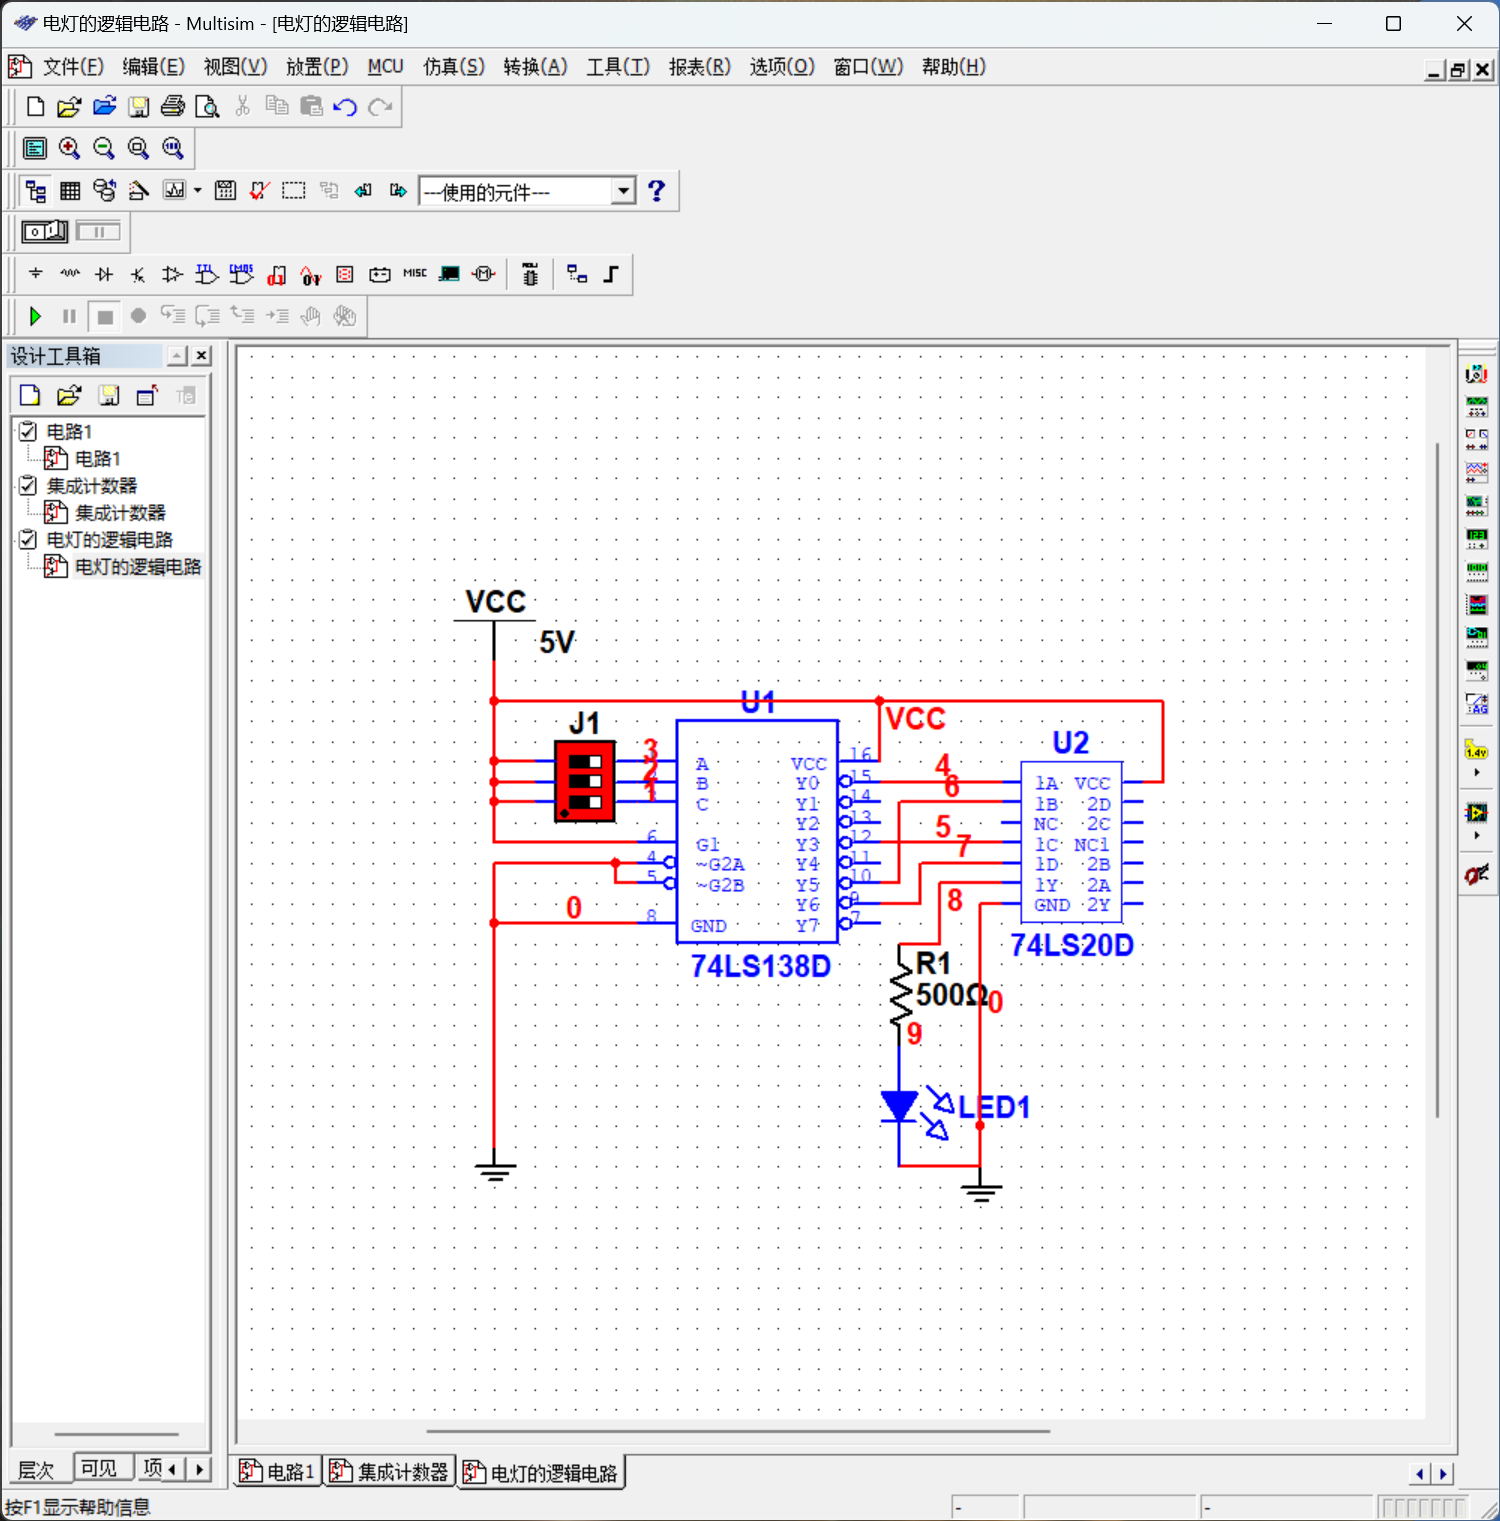 电灯的逻辑电路 - Multisim - [电灯的逻辑电路]
文件(F) 编辑(E) 视图(V) 放置(P) MCU 仿真(S) 转换(A) 工具(T) 报表(R) 选项(O) 窗口(W) 帮助(H)
---使用的元件---
TTL CMOS MISC
设计工具箱
电路1
电路1
集成计数器
集成计数器
电灯的逻辑电路
电灯的逻辑电路
VCC
5V
J1
U1
VCC
U2
3
2
1
A
B
C
G1
~G2A
~G2B
GND
VCC
Y0
Y1
Y2
Y3
Y4
Y5
Y6
Y7
6
4
5
8
16
15
14
13
12
11
10
9
7
4
6
5
7
8
0
1A VCC
1B 2D
NC 2C
1C NC1
1D 2B
1Y 2A
GND 2Y
74LS138D
74LS20D
R1
500Ω
0
9
LED1
层次 可见 项
电路1 集成计数器 电灯的逻辑电路
按F1显示帮助信息
- -